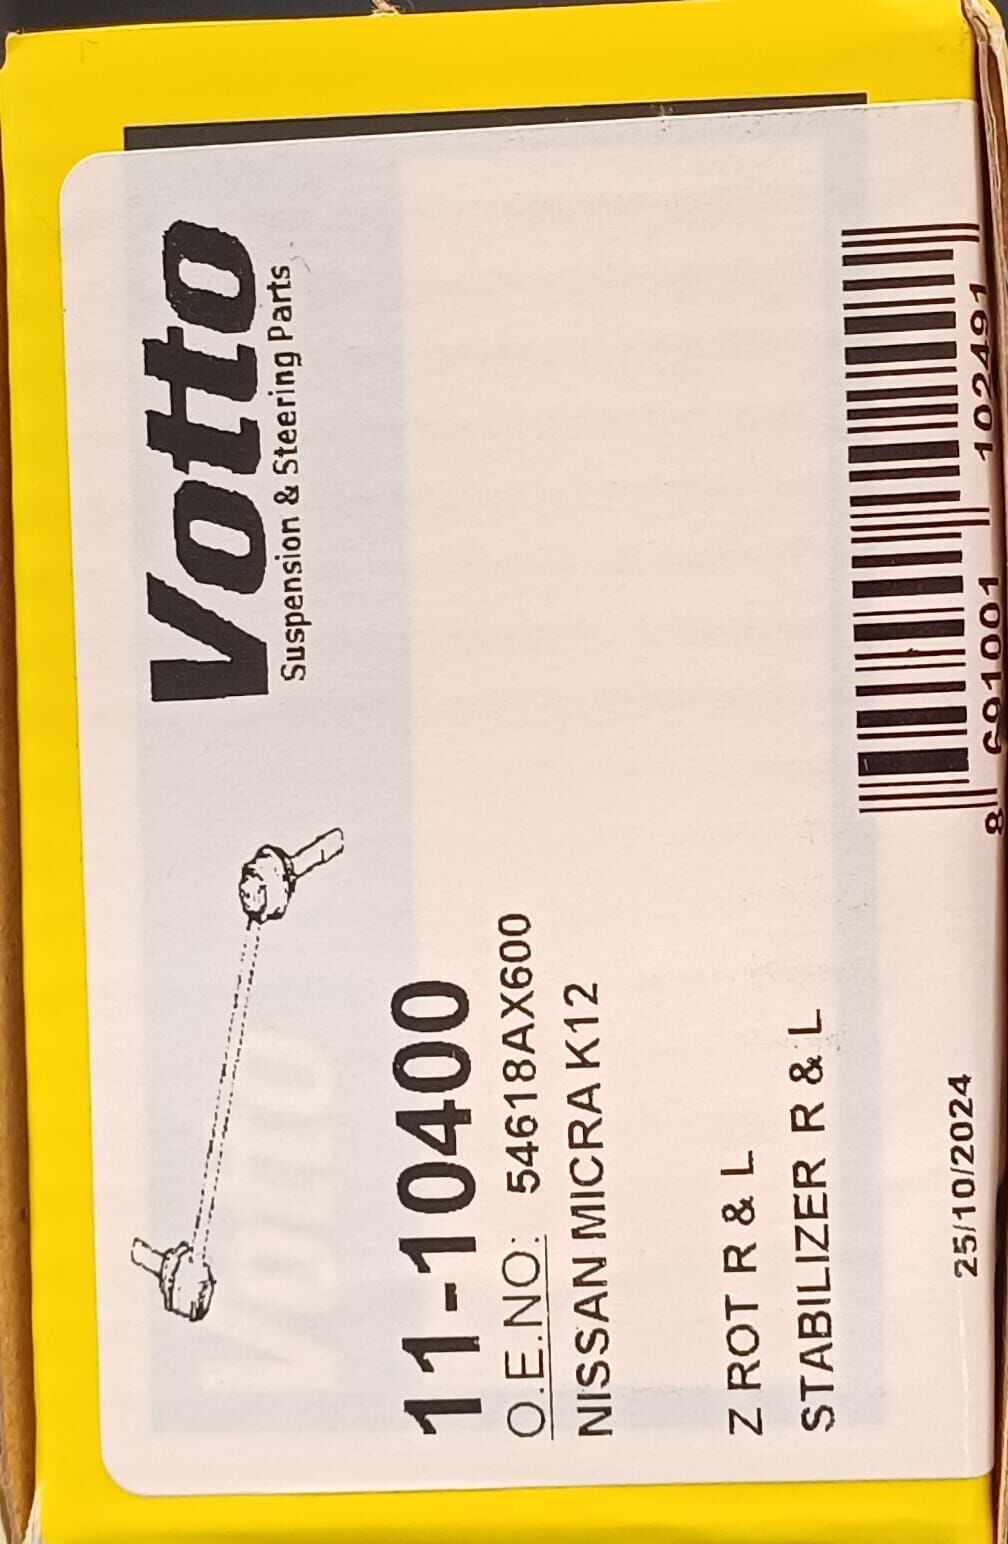 Votto
Suspension & Steering Parts
11-10400
O.E.NO: 54618AX600
NISSAN MICRA K12
Z ROT R & L
STABILIZER R & L
25/10/2024
8 691001 102491